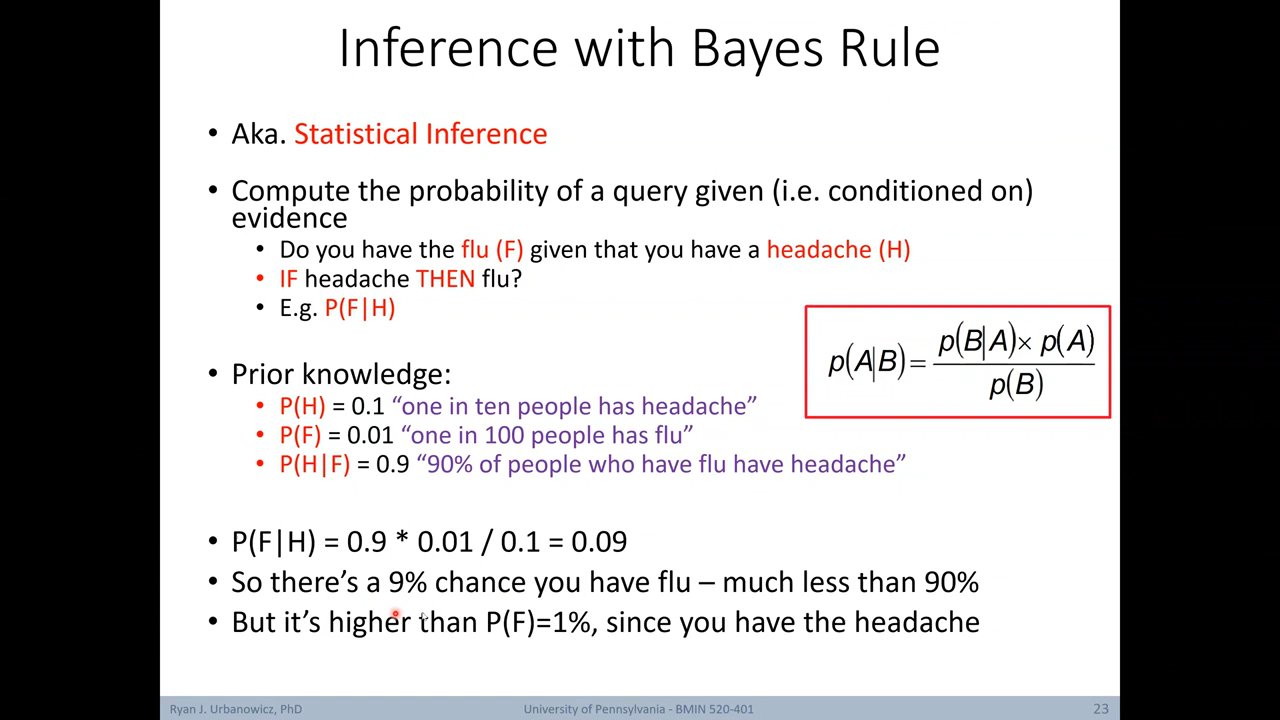 Inference with Bayes Rule
• Aka. Statistical Inference
• Compute the probability of a query given (i.e. conditioned on)
evidence
• Do you have the flu (F) given that you have a headache (H)
• IF headache THEN flu?
• E.g. P(F|H)
p(A|B) = p(B|A) × p(A)
p(B)
• Prior knowledge:
• P(H) = 0.1 “one in ten people has headache”
• P(F) = 0.01 “one in 100 people has flu”
• P(H|F) = 0.9 “90% of people who have flu have headache”
• P(F|H) = 0.9 * 0.01 / 0.1 = 0.09
• So there’s a 9% chance you have flu – much less than 90%
• But it’s higher than P(F)=1%, since you have the headache
Ryan J. Urbanowicz, PhD
University of Pennsylvania - BMIN 520-401
23